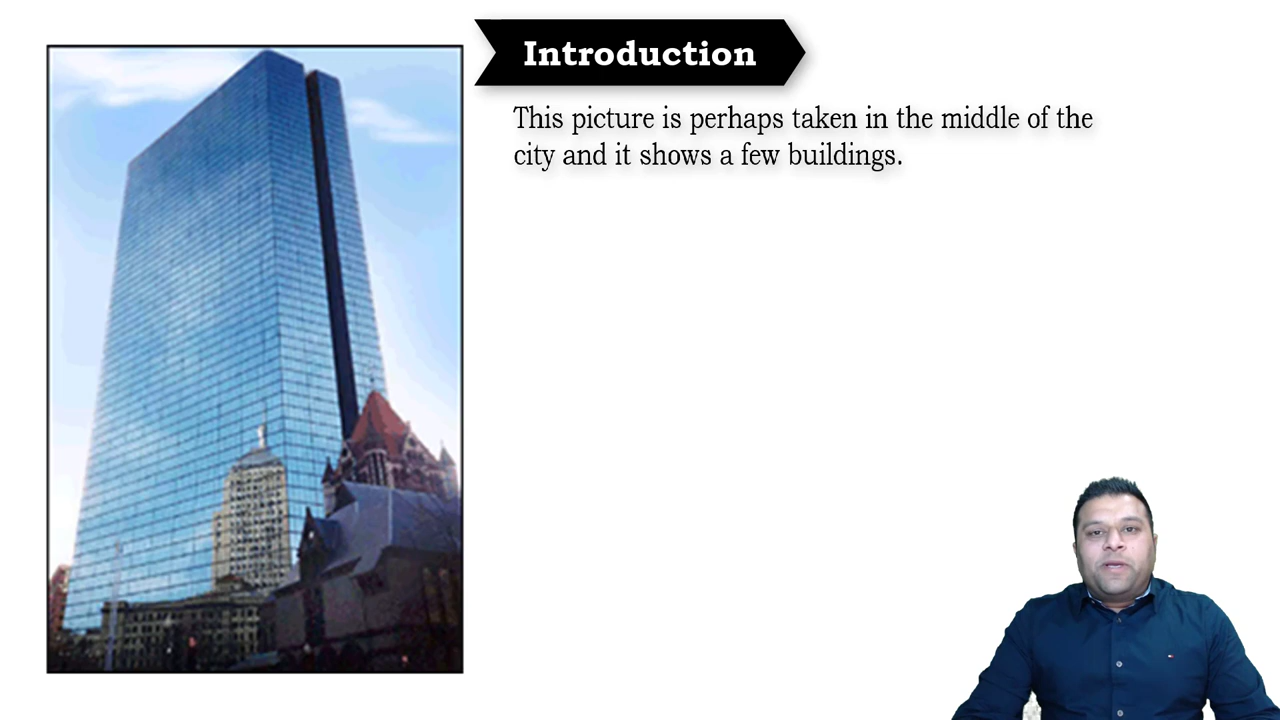 Introduction
This picture is perhaps taken in the middle of the
city and it shows a few buildings.